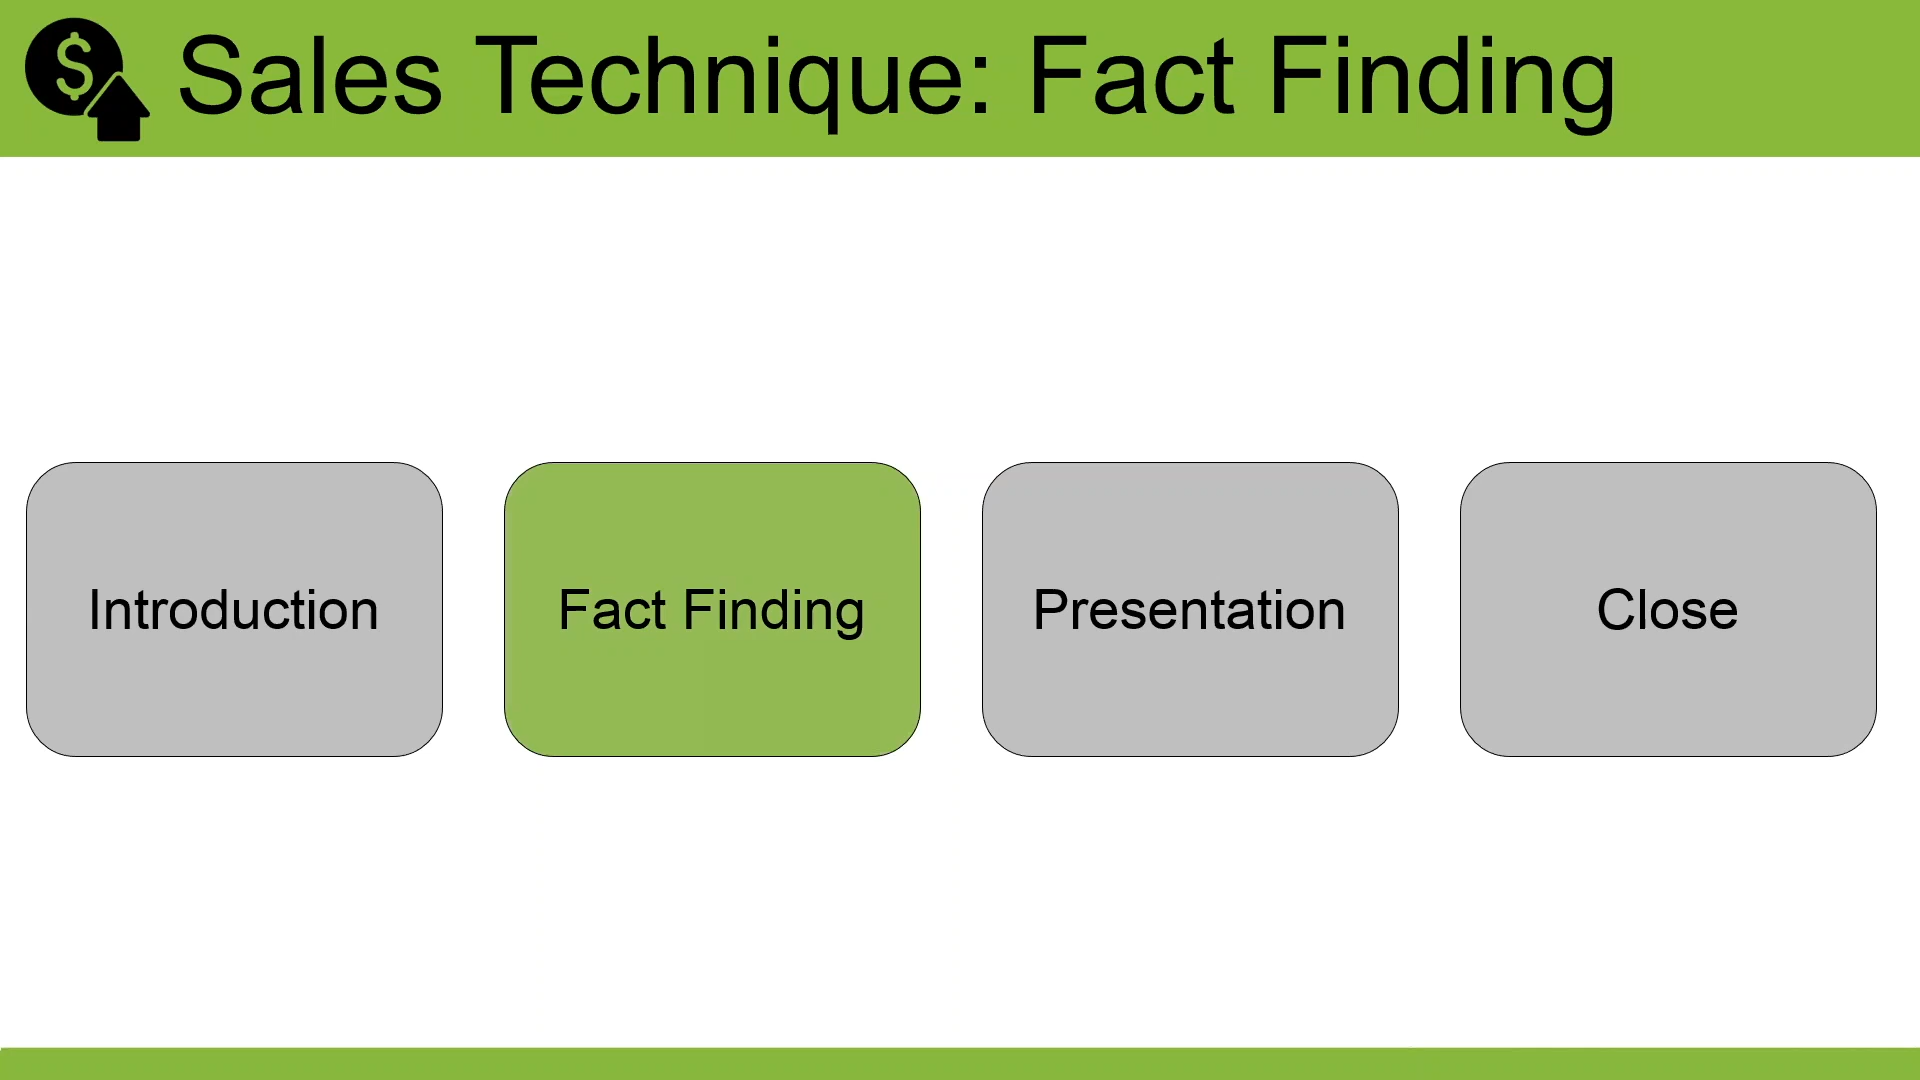 Sales Technique: Fact Finding
Introduction
Fact Finding
Presentation
Close